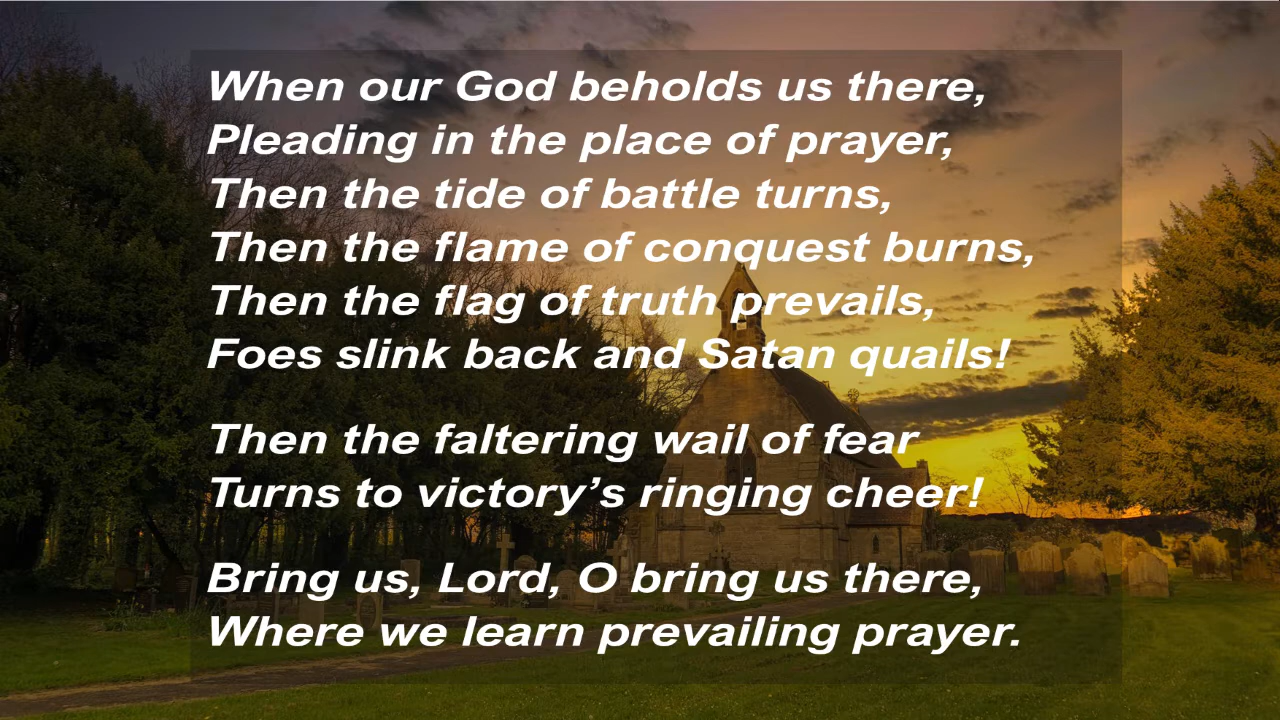 When our God beholds us there,
Pleading in the place of prayer,
Then the tide of battle turns,
Then the flame of conquest burns,
Then the flag of truth prevails,
Foes slink back and Satan quails!
Then the faltering wail of fear
Turns to victory’s ringing cheer!
Bring us, Lord, O bring us there,
Where we learn prevailing prayer.